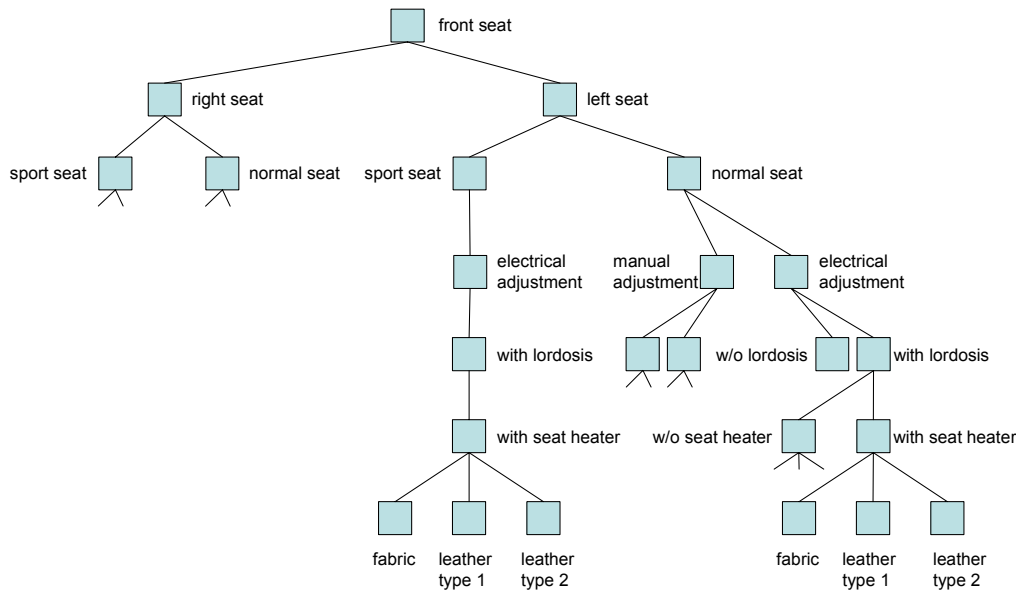 front seat
right seat
left seat
sport seat
normal seat
sport seat
normal seat
electrical
adjustment
manual
adjustment
electrical
adjustment
with lordosis
w/o lordosis
with lordosis
with seat heater
w/o seat heater
with seat heater
fabric
leather
type 1
leather
type 2
fabric
leather
type 1
leather
type 2